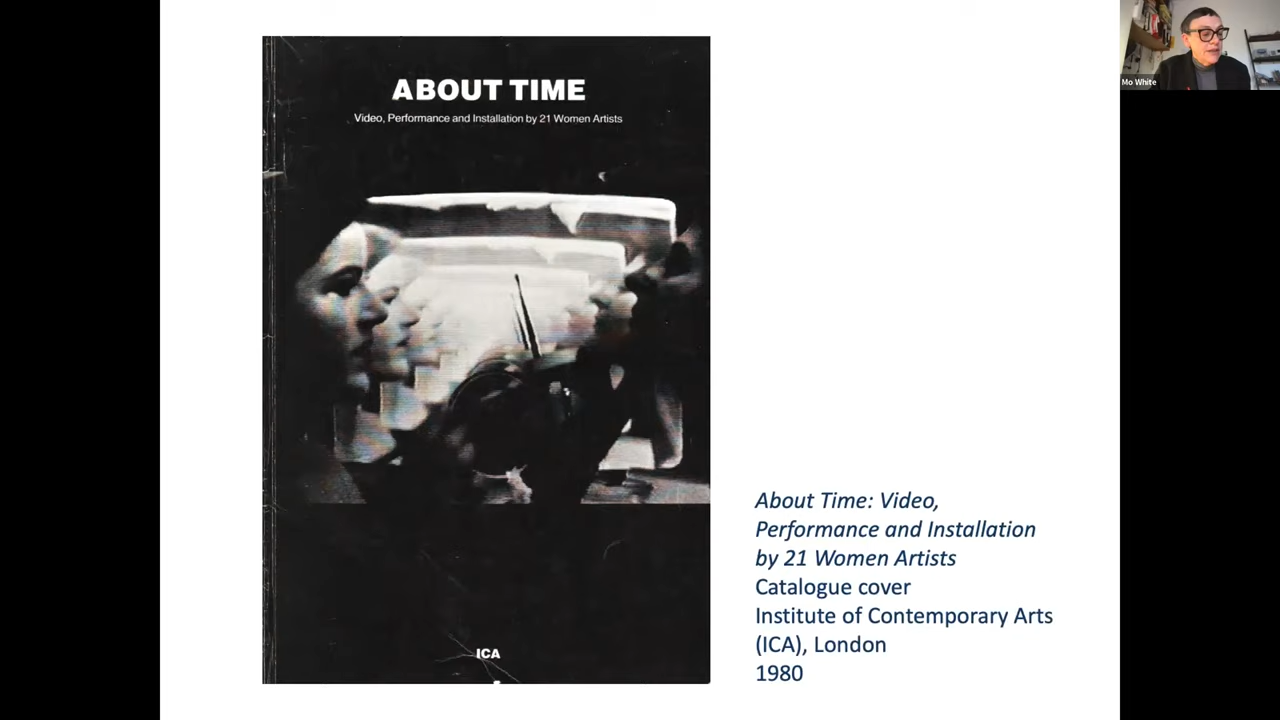 ABOUT TIME
Video, Performance and Installation by 21 Women Artists
ICA
About Time: Video,
Performance and Installation
by 21 Women Artists
Catalogue cover
Institute of Contemporary Arts
(ICA), London
1980
Mo White